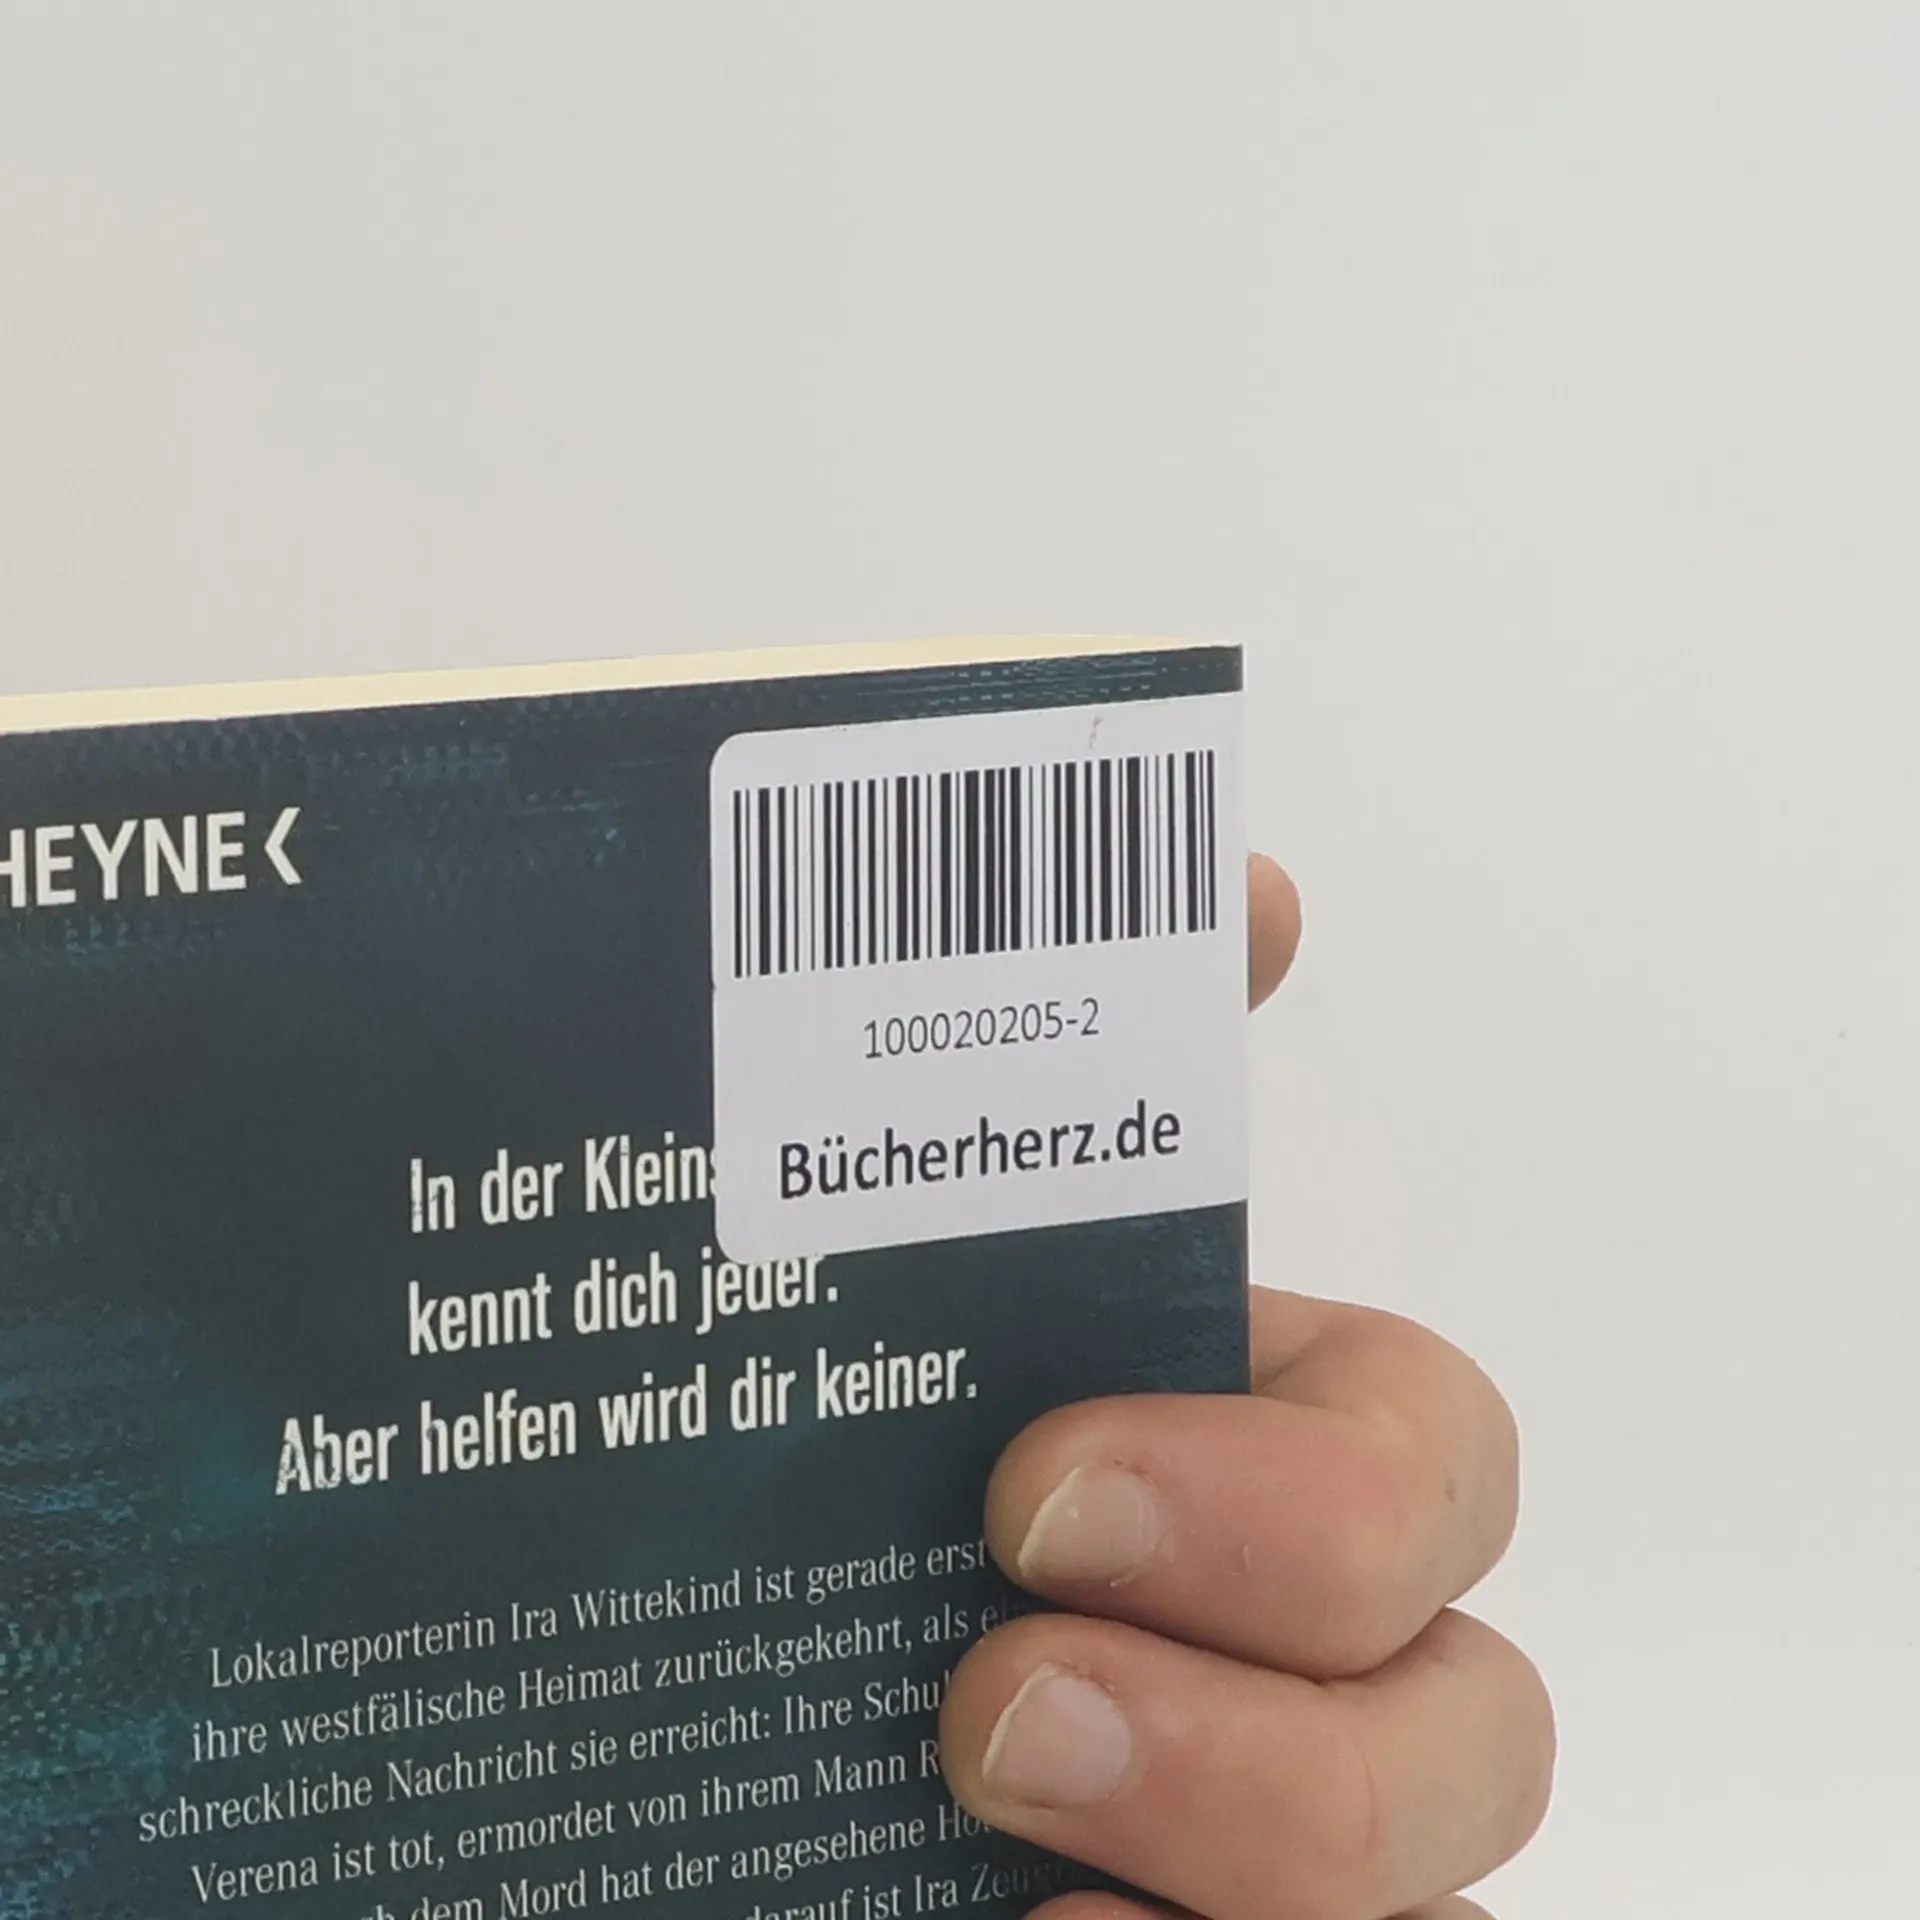 HEYNE<
100020205-2
Bücherherz.de
In der
kennt dich jeder.
Aber helfen wird dir keiner.
Lokalreporterin Ira Wittekind ist gerade erst
ihre westfälische Heimat zurückgekehrt, als
schreckliche Nachricht sie erreicht: Ihre
Verena ist tot, ermordet von ihrem Mann
dem Mord hat der angesehene
ist Ira